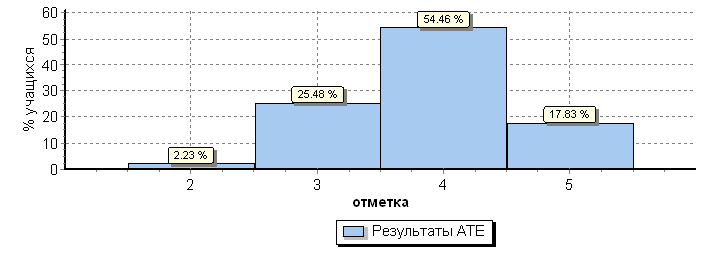 % учащихся
60
50
40
30
20
10
0
2.23 %
25.48 %
54.46 %
17.83 %
2 3 4 5
отметка
Результаты АТЕ